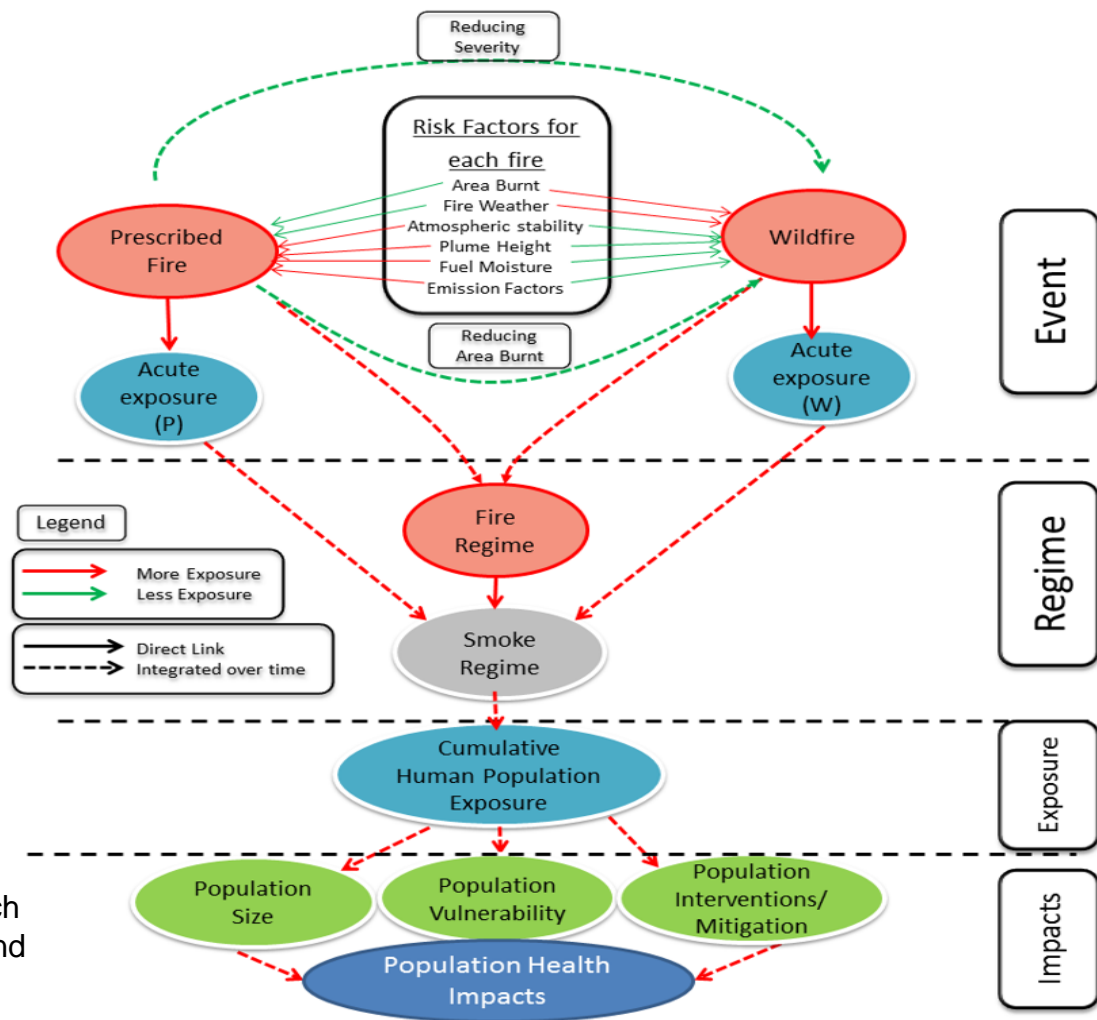 Reducing
Severity
Risk Factors for
each fire
Area Burnt
Fire Weather
Atmospheric stability
Plume Height
Fuel Moisture
Emission Factors
Prescribed
Fire
Wildfire
Event
Reducing
Area Burnt
Acute
exposure
(P)
Acute
exposure
(W)
Fire
Regime
Regime
Legend
More Exposure
Less Exposure
Direct Link
Integrated over time
Smoke
Regime
Cumulative
Human Population
Exposure
Exposure
Population
Size
Population
Vulnerability
Population
Interventions/
Mitigation
Impacts
ch
nd
Population Health
Impacts